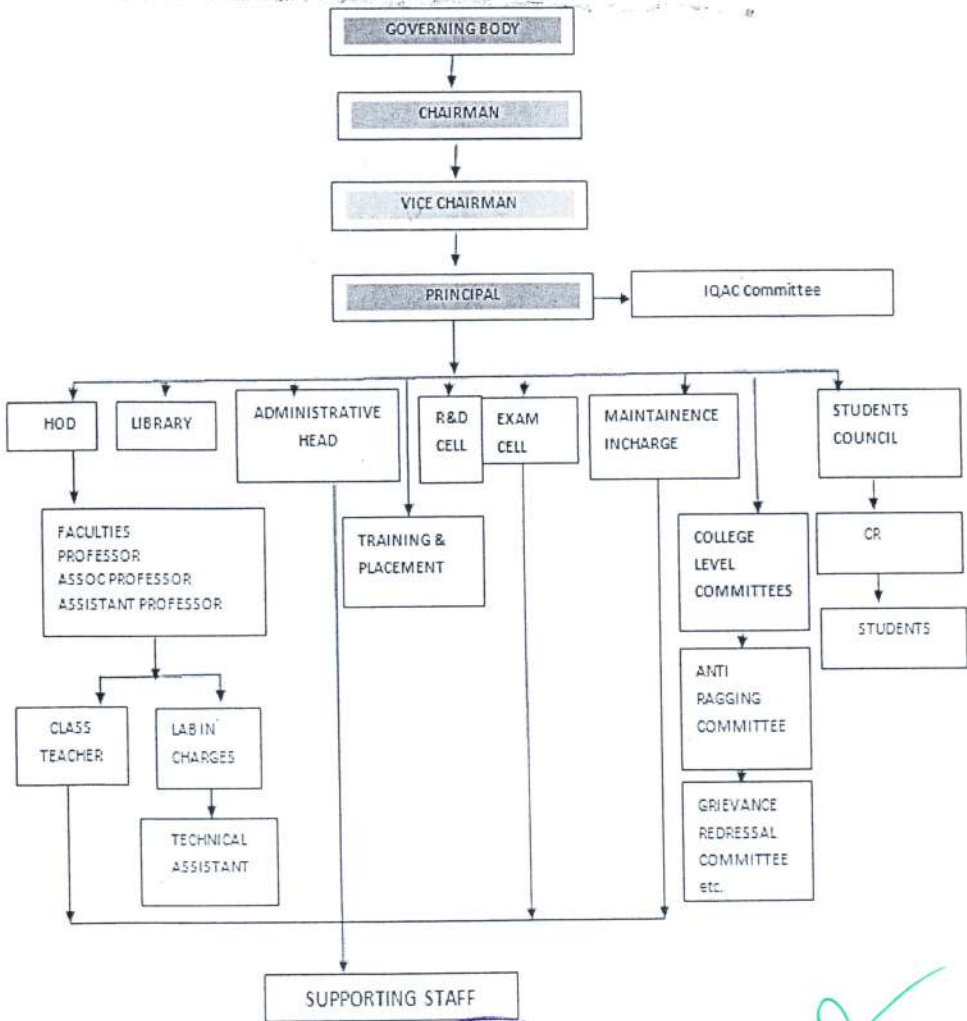 GOVERNING BODY
CHAIRMAN
VICE CHAIRMAN
PRINCIPAL
IQAC Committee
HOD
LIBRARY
ADMINISTRATIVE
HEAD
R&D
CELL
EXAM
CELL
MAINTAINENCE
INCHARGE
STUDENTS
COUNCIL
FACULTIES
PROFESSOR
ASSOC PROFESSOR
ASSISTANT PROFESSOR
TRAINING &
PLACEMENT
COLLEGE
LEVEL
COMMITTEES
CR
STUDENTS
CLASS
TEACHER
LAB IN
CHARGES
ANTI
RAGGING
COMMITTEE
TECHNICAL
ASSISTANT
GRIEVANCE
REDRESSAL
COMMITTEE
etc.
SUPPORTING STAFF